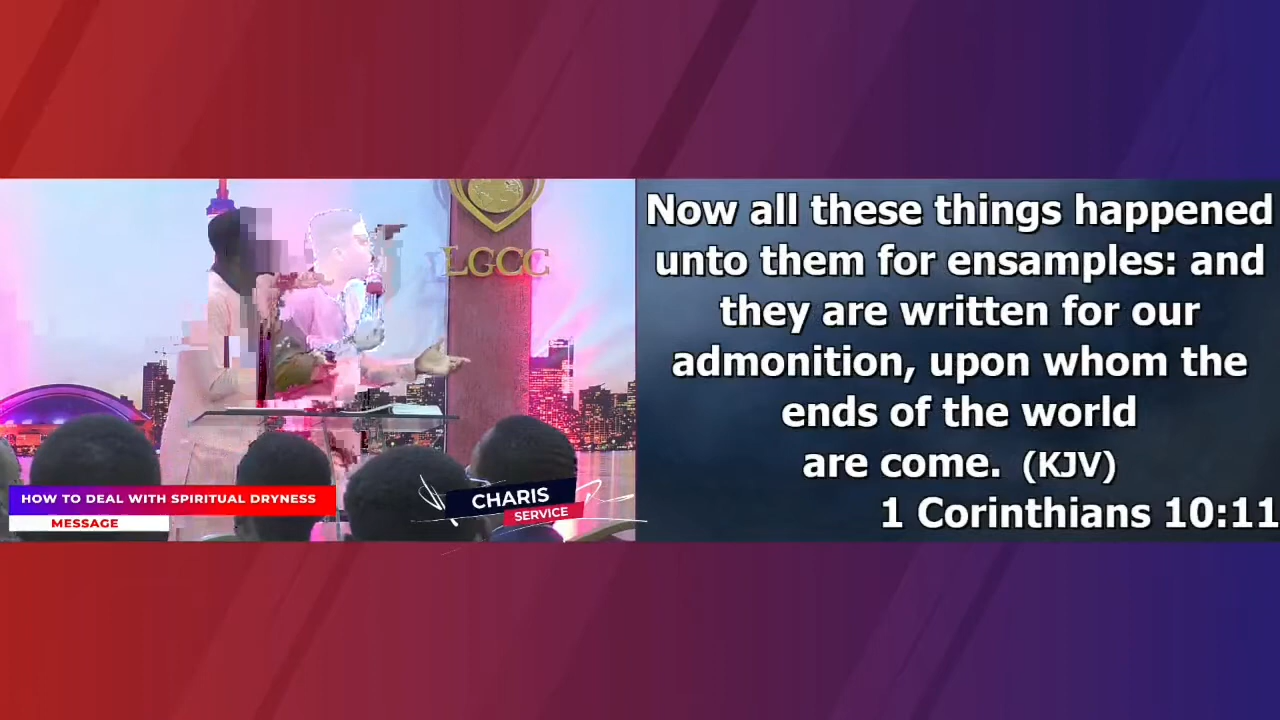 LGCC
HOW TO DEAL WITH SPIRITUAL DRYNESS
MESSAGE
CHARIS
SERVICE
Now all these things happened
unto them for ensamples: and
they are written for our
admonition, upon whom the
ends of the world
are come. (KJV)
1 Corinthians 10:11